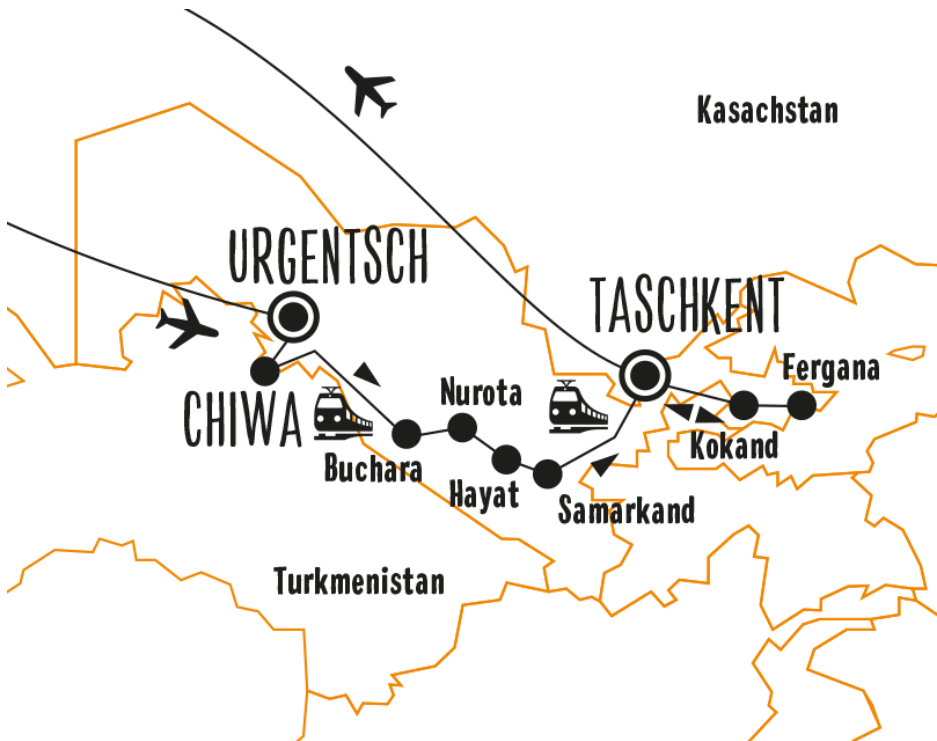 Kasachstan
URGENTSCH
TASCHKENT
Fergana
Nurota
CHIWA
Kokand
Buchara
Hayat
Samarkand
Turkmenistan